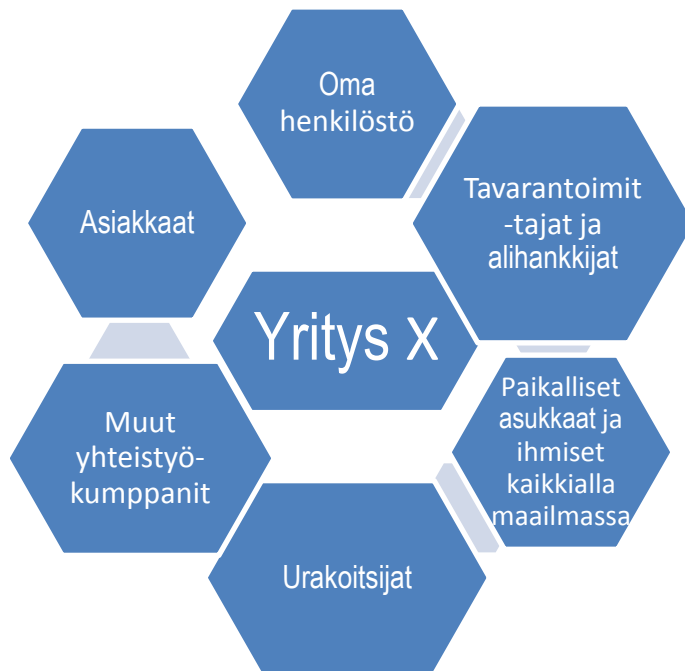 Oma
henkilöstö
Tavarantoimit
-tajat ja
alihankkijat
Asiakkaat
Yritys X
Paikalliset
asukkaat ja
ihmiset
kaikkialla
maailmassa
Muut
yhteistyö-
kumppanit
Urakoitsijat